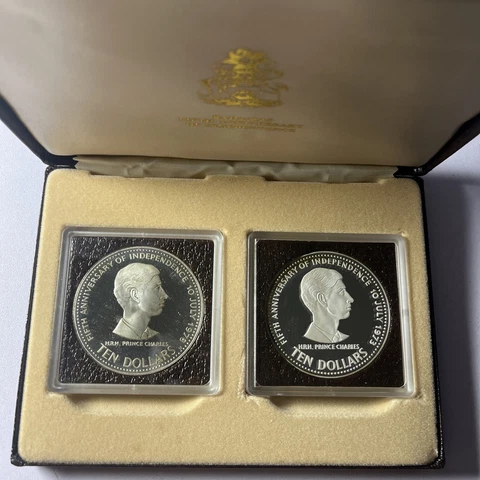 FIFTH ANNIVERSARY OF INDEPENDENCE 10 JULY 1978
H.R.H. PRINCE CHARLES
TEN DOLLARS
FIFTH ANNIVERSARY OF INDEPENDENCE 10 JULY 1973
H.R.H. PRINCE CHARLES
TEN DOLLARS